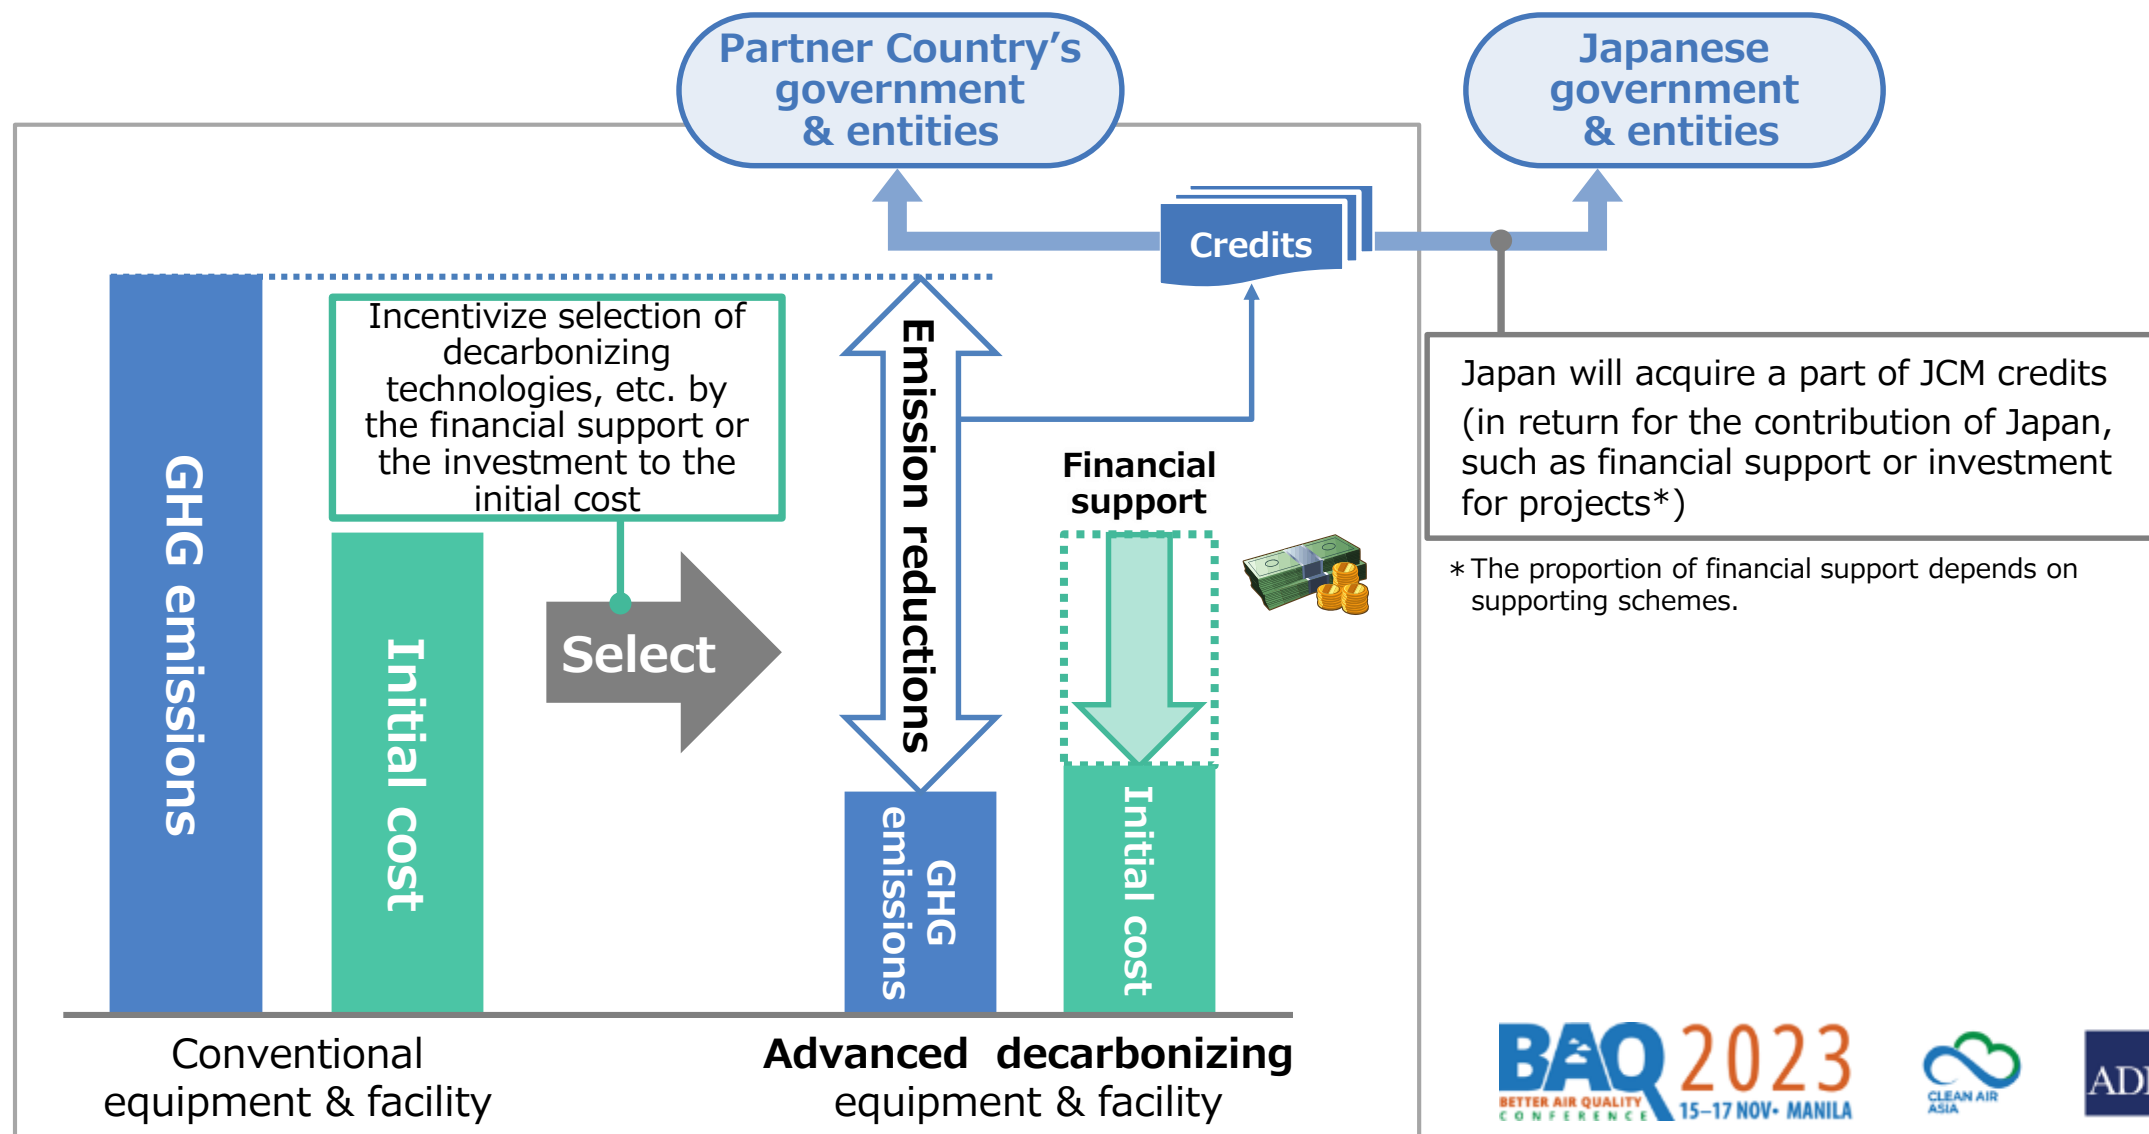 Partner Country’s
government
& entities
Japanese
government
& entities
Credits
Incentivize selection of
decarbonizing
technologies, etc. by
the financial support or
the investment to the
initial cost
Emission reductions
Japan will acquire a part of JCM credits
(in return for the contribution of Japan,
such as financial support or investment
for projects*)
* The proportion of financial support depends on
supporting schemes.
Financial
support
GHG emissions
Initial cost
Select
GHG
emissions
Initial cost
Conventional
equipment & facility
Advanced decarbonizing
equipment & facility
BAQ 2023
BETTER AIR QUALITY
CONFERENCE
15–17 NOV• MANILA
CLEAN AIR
ASIA